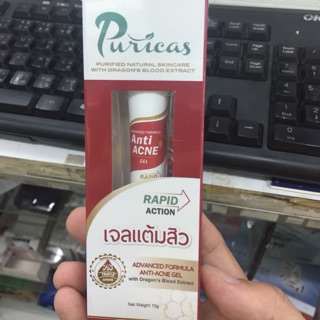 Puricas
PURIFIED NATURAL SKINCARE
WITH DRAGON'S BLOOD EXTRACT
ADVANCED FORMULA
Anti
ACNE
GEL
RAPID
RAPID
ACTION
เจลแต้มสิว
ADVANCED FORMULA
ANTI-ACNE GEL
with Dragon's Blood Extract
Net Weight 10g